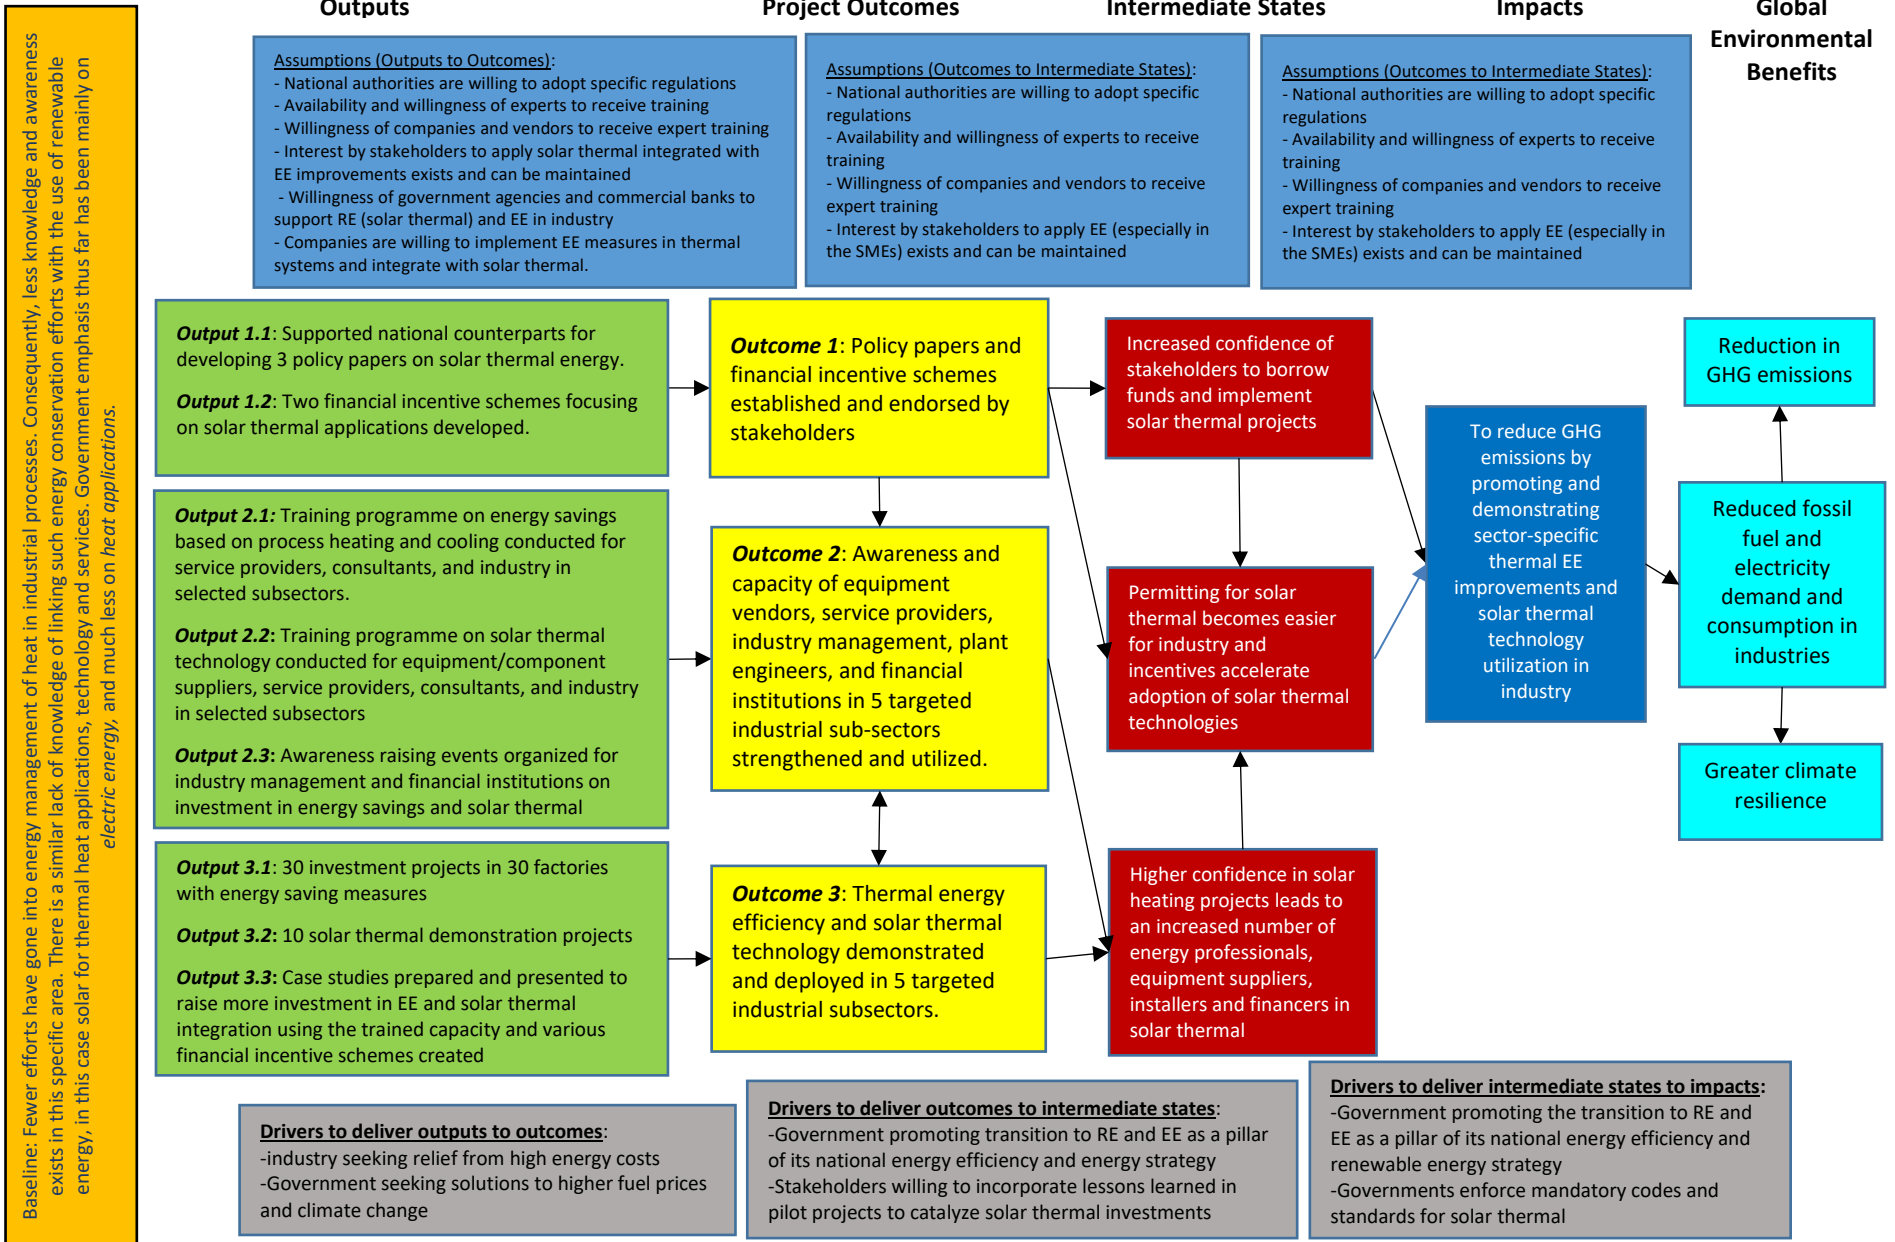 Outputs
Project Outcomes
Intermediate States
Impacts
Global
Environmental
Benefits
Baseline: Fewer efforts have gone into energy management of heat in industrial processes. Consequently, less knowledge and awareness
exists in this specific area. There is a similar lack of knowledge of linking such energy conservation efforts with the use of renewable
energy, in this case solar for thermal heat applications, technology and services. Government emphasis thus far has been mainly on
electric energy, and much less on heat applications.
Assumptions (Outputs to Outcomes):
- National authorities are willing to adopt specific regulations
- Availability and willingness of experts to receive training
- Willingness of companies and vendors to receive expert training
- Interest by stakeholders to apply solar thermal integrated with
EE improvements exists and can be maintained
- Willingness of government agencies and commercial banks to
support RE (solar thermal) and EE in industry
- Companies are willing to implement EE measures in thermal
systems and integrate with solar thermal.
Assumptions (Outcomes to Intermediate States):
- National authorities are willing to adopt specific
regulations
- Availability and willingness of experts to receive
training
- Willingness of companies and vendors to receive
expert training
- Interest by stakeholders to apply EE (especially in
the SMEs) exists and can be maintained
Assumptions (Outcomes to Intermediate States):
- National authorities are willing to adopt specific
regulations
- Availability and willingness of experts to receive
training
- Willingness of companies and vendors to receive
expert training
- Interest by stakeholders to apply EE (especially in
the SMEs) exists and can be maintained
Output 1.1: Supported national counterparts for
developing 3 policy papers on solar thermal energy.
Output 1.2: Two financial incentive schemes focusing
on solar thermal applications developed.
Output 2.1: Training programme on energy savings
based on process heating and cooling conducted for
service providers, consultants, and industry in
selected subsectors.
Output 2.2: Training programme on solar thermal
technology conducted for equipment/component
suppliers, service providers, consultants, and industry
in selected subsectors
Output 2.3: Awareness raising events organized for
industry management and financial institutions on
investment in energy savings and solar thermal
Output 3.1: 30 investment projects in 30 factories
with energy saving measures
Output 3.2: 10 solar thermal demonstration projects
Output 3.3: Case studies prepared and presented to
raise more investment in EE and solar thermal
integration using the trained capacity and various
financial incentive schemes created
Outcome 1: Policy papers and
financial incentive schemes
established and endorsed by
stakeholders
Outcome 2: Awareness and
capacity of equipment
vendors, service providers,
industry management, plant
engineers, and financial
institutions in 5 targeted
industrial sub-sectors
strengthened and utilized.
Outcome 3: Thermal energy
efficiency and solar thermal
technology demonstrated
and deployed in 5 targeted
industrial subsectors.
Increased confidence of
stakeholders to borrow
funds and implement
solar thermal projects
Permitting for solar
thermal becomes easier
for industry and
incentives accelerate
adoption of solar thermal
technologies
Higher confidence in solar
heating projects leads to
an increased number of
energy professionals,
equipment suppliers,
installers and financers in
solar thermal
To reduce GHG
emissions by
promoting and
demonstrating
sector-specific
thermal EE
improvements and
solar thermal
technology
utilization in
industry
Reduction in
GHG emissions
Reduced fossil
fuel and
electricity
demand and
consumption in
industries
Greater climate
resilience
Drivers to deliver outputs to outcomes:
-industry seeking relief from high energy costs
-Government seeking solutions to higher fuel prices
and climate change
Drivers to deliver outcomes to intermediate states:
-Government promoting transition to RE and EE as a pillar
of its national energy efficiency and energy strategy
-Stakeholders willing to incorporate lessons learned in
pilot projects to catalyze solar thermal investments
Drivers to deliver intermediate states to impacts:
-Government promoting the transition to RE and
EE as a pillar of its national energy efficiency and
renewable energy strategy
-Governments enforce mandatory codes and
standards for solar thermal